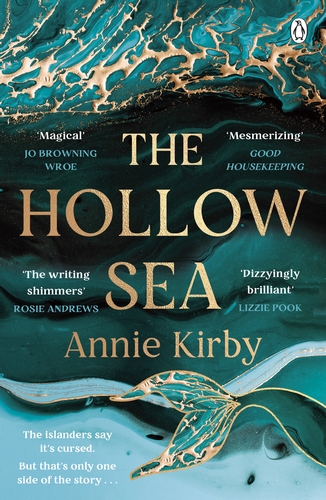 'Magical'
JO BROWNING
WROE
'Mesmerizing'
GOOD
HOUSEKEEPING
THE
HOLLOW
SEA
'The writing
shimmers'
ROSIE ANDREWS
'Dizzyingly
brilliant'
LIZZIE POOK
Annie Kirby
The islanders say
it's cursed.
But that's only one
side of the story . . .